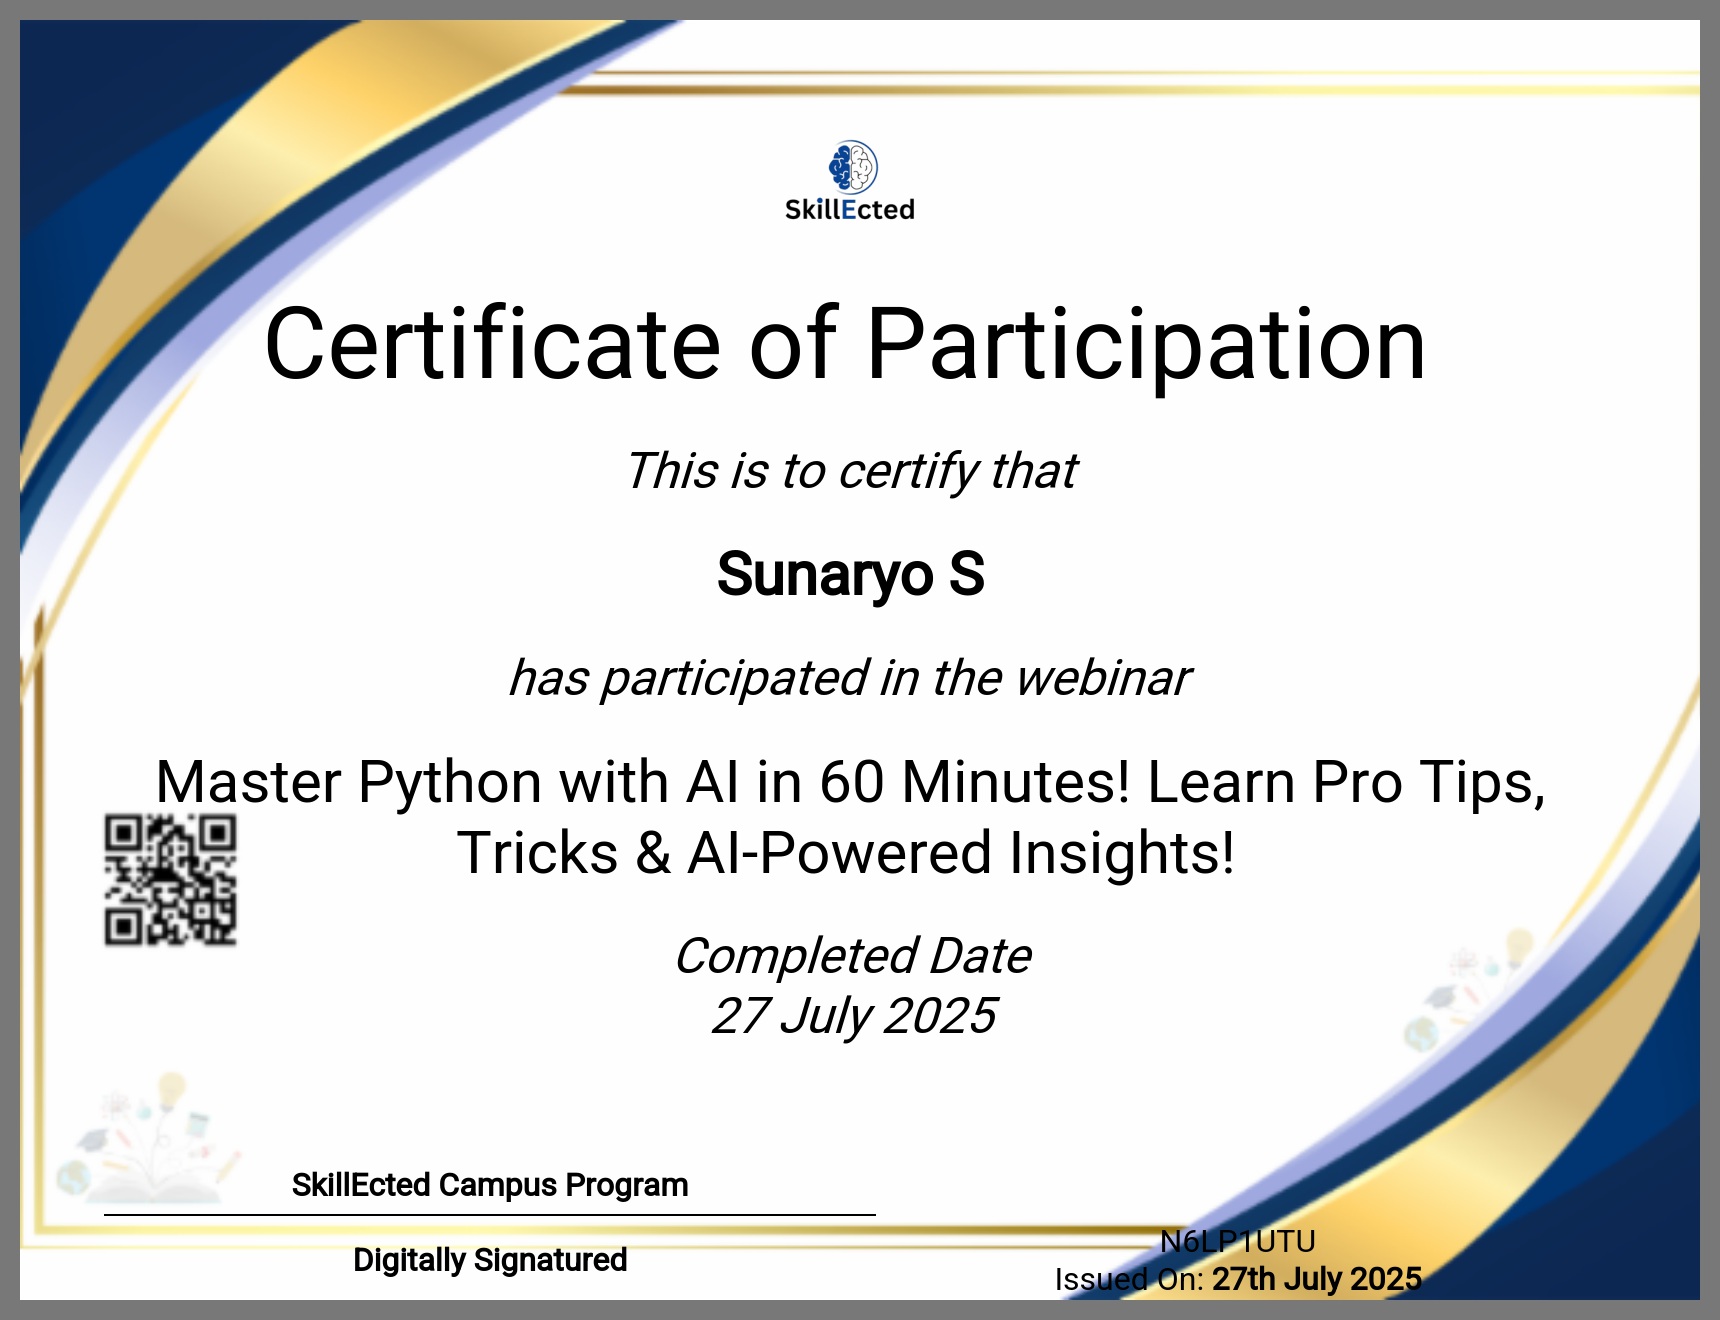 SkillEcted
Certificate of Participation
This is to certify that
Sunaryo S
has participated in the webinar
Master Python with AI in 60 Minutes! Learn Pro Tips,
Tricks & AI-Powered Insights!
Completed Date
27 July 2025
SkillEcted Campus Program
Digitally Signatured
N6LP1UTU
Issued On: 27th July 2025